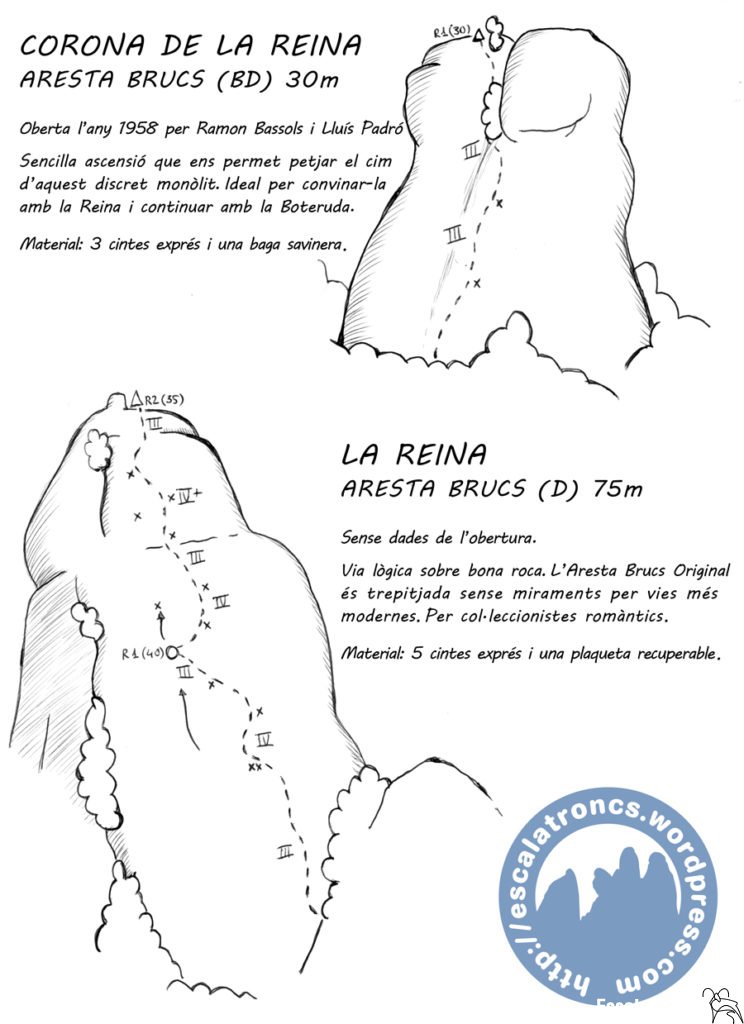 CORONA DE LA REINA
ARESTA BRUCS (BD) 30m
Oberta l'any 1958 per Ramon Bassols i Lluís Padró
Sencilla ascensió que ens permet petjar el cim
d'aquest discret monòlit. Ideal per convinar-la
amb la Reina i continuar amb la Boteruda.
Material: 3 cintes exprés i una baga savinera.
R1(30)
III
III
R2(35)
III
IV+
III
IV
R1(40)
III
IV
III
LA REINA
ARESTA BRUCS (D) 75m
Sense dades de l'obertura.
Via lògica sobre bona roca. L'Aresta Brucs Original
és trepitjada sense miraments per vies més
modernes. Per col·leccionistes romàntics.
Material: 5 cintes exprés i una plaqueta recuperable.
http://escalatroncs.wordpress.com